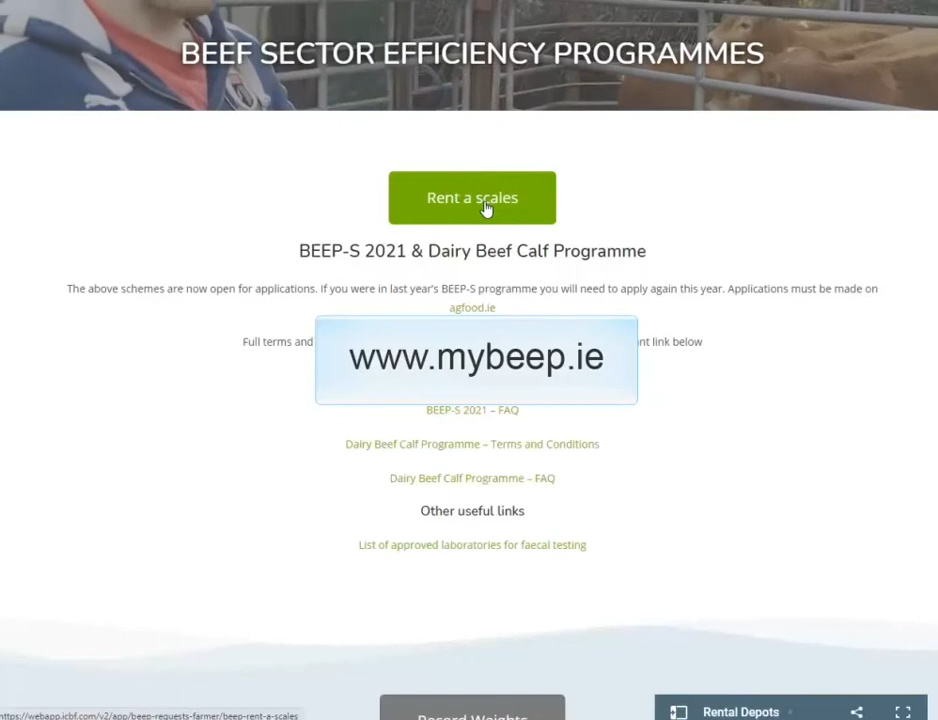 BEEF SECTOR EFFICIENCY PROGRAMMES
Rent a scales
BEEP-S 2021 & Dairy Beef Calf Programme
The above schemes are now open for applications. If you were in last year's BEEP-S programme you will need to apply again this year. Applications must be made on
agfood.ie
Full terms and
nt link below
www.mybeep.ie
BEEP-S 2021 – FAQ
Dairy Beef Calf Programme – Terms and Conditions
Dairy Beef Calf Programme – FAQ
Other useful links
List of approved laboratories for faecal testing
Record Weights
Rental Depots
https://webapp.icbf.com/v2/app/beep-requests-farmer/beep-rent-a-scales